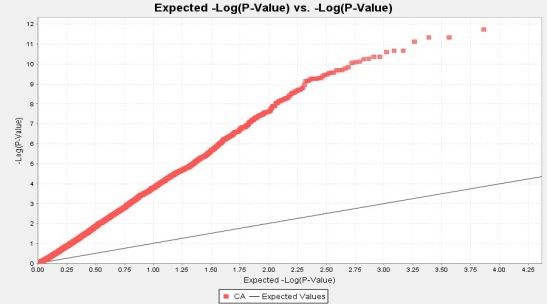 Expected -Log(P-Value) vs. -Log(P-Value)
12
11
10
9
8
7
6
5
4
3
2
1
0
-Log(P-Value)
0.00 0.25 0.50 0.75 1.00 1.25 1.50 1.75 2.00 2.25 2.50 2.75 3.00 3.25 3.50 3.75 4.00 4.25
Expected -Log(P-Value)
CA Expected Values